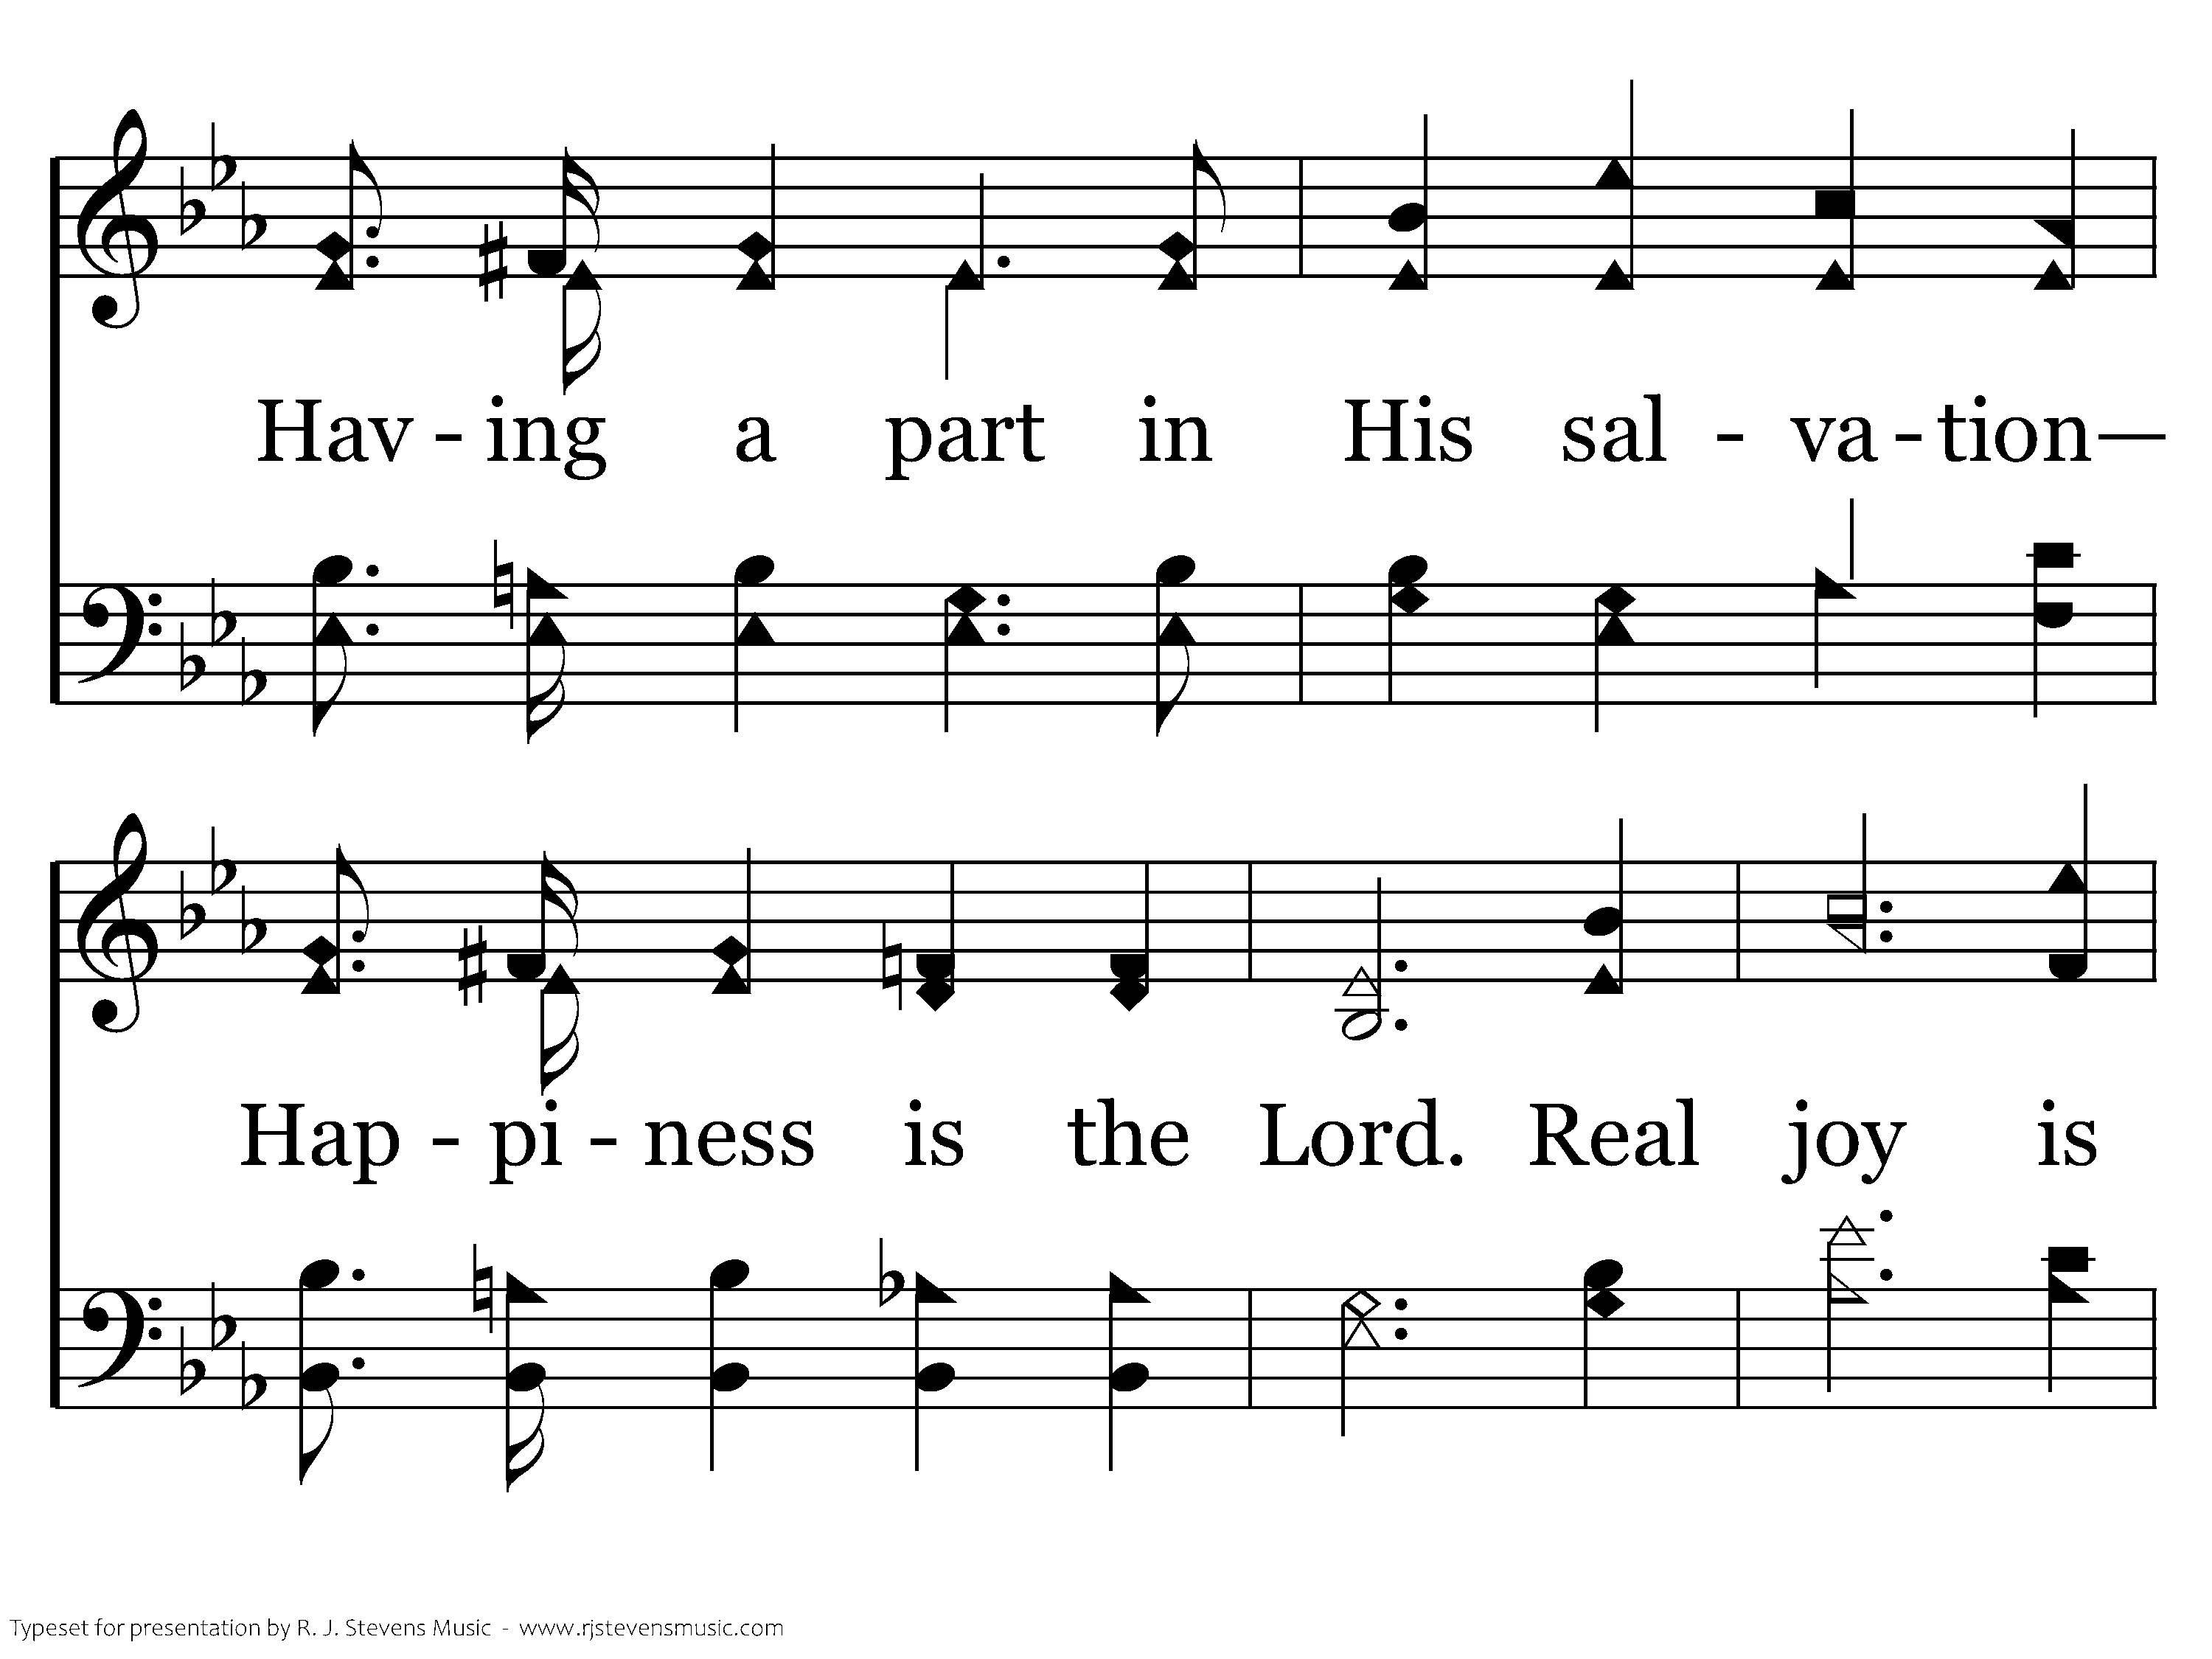 Hav - ing a part in His sal - va - tion—
Hap - pi - ness is the Lord. Real joy is
Typeset for presentation by R. J. Stevens Music - www.rjstevensmusic.com